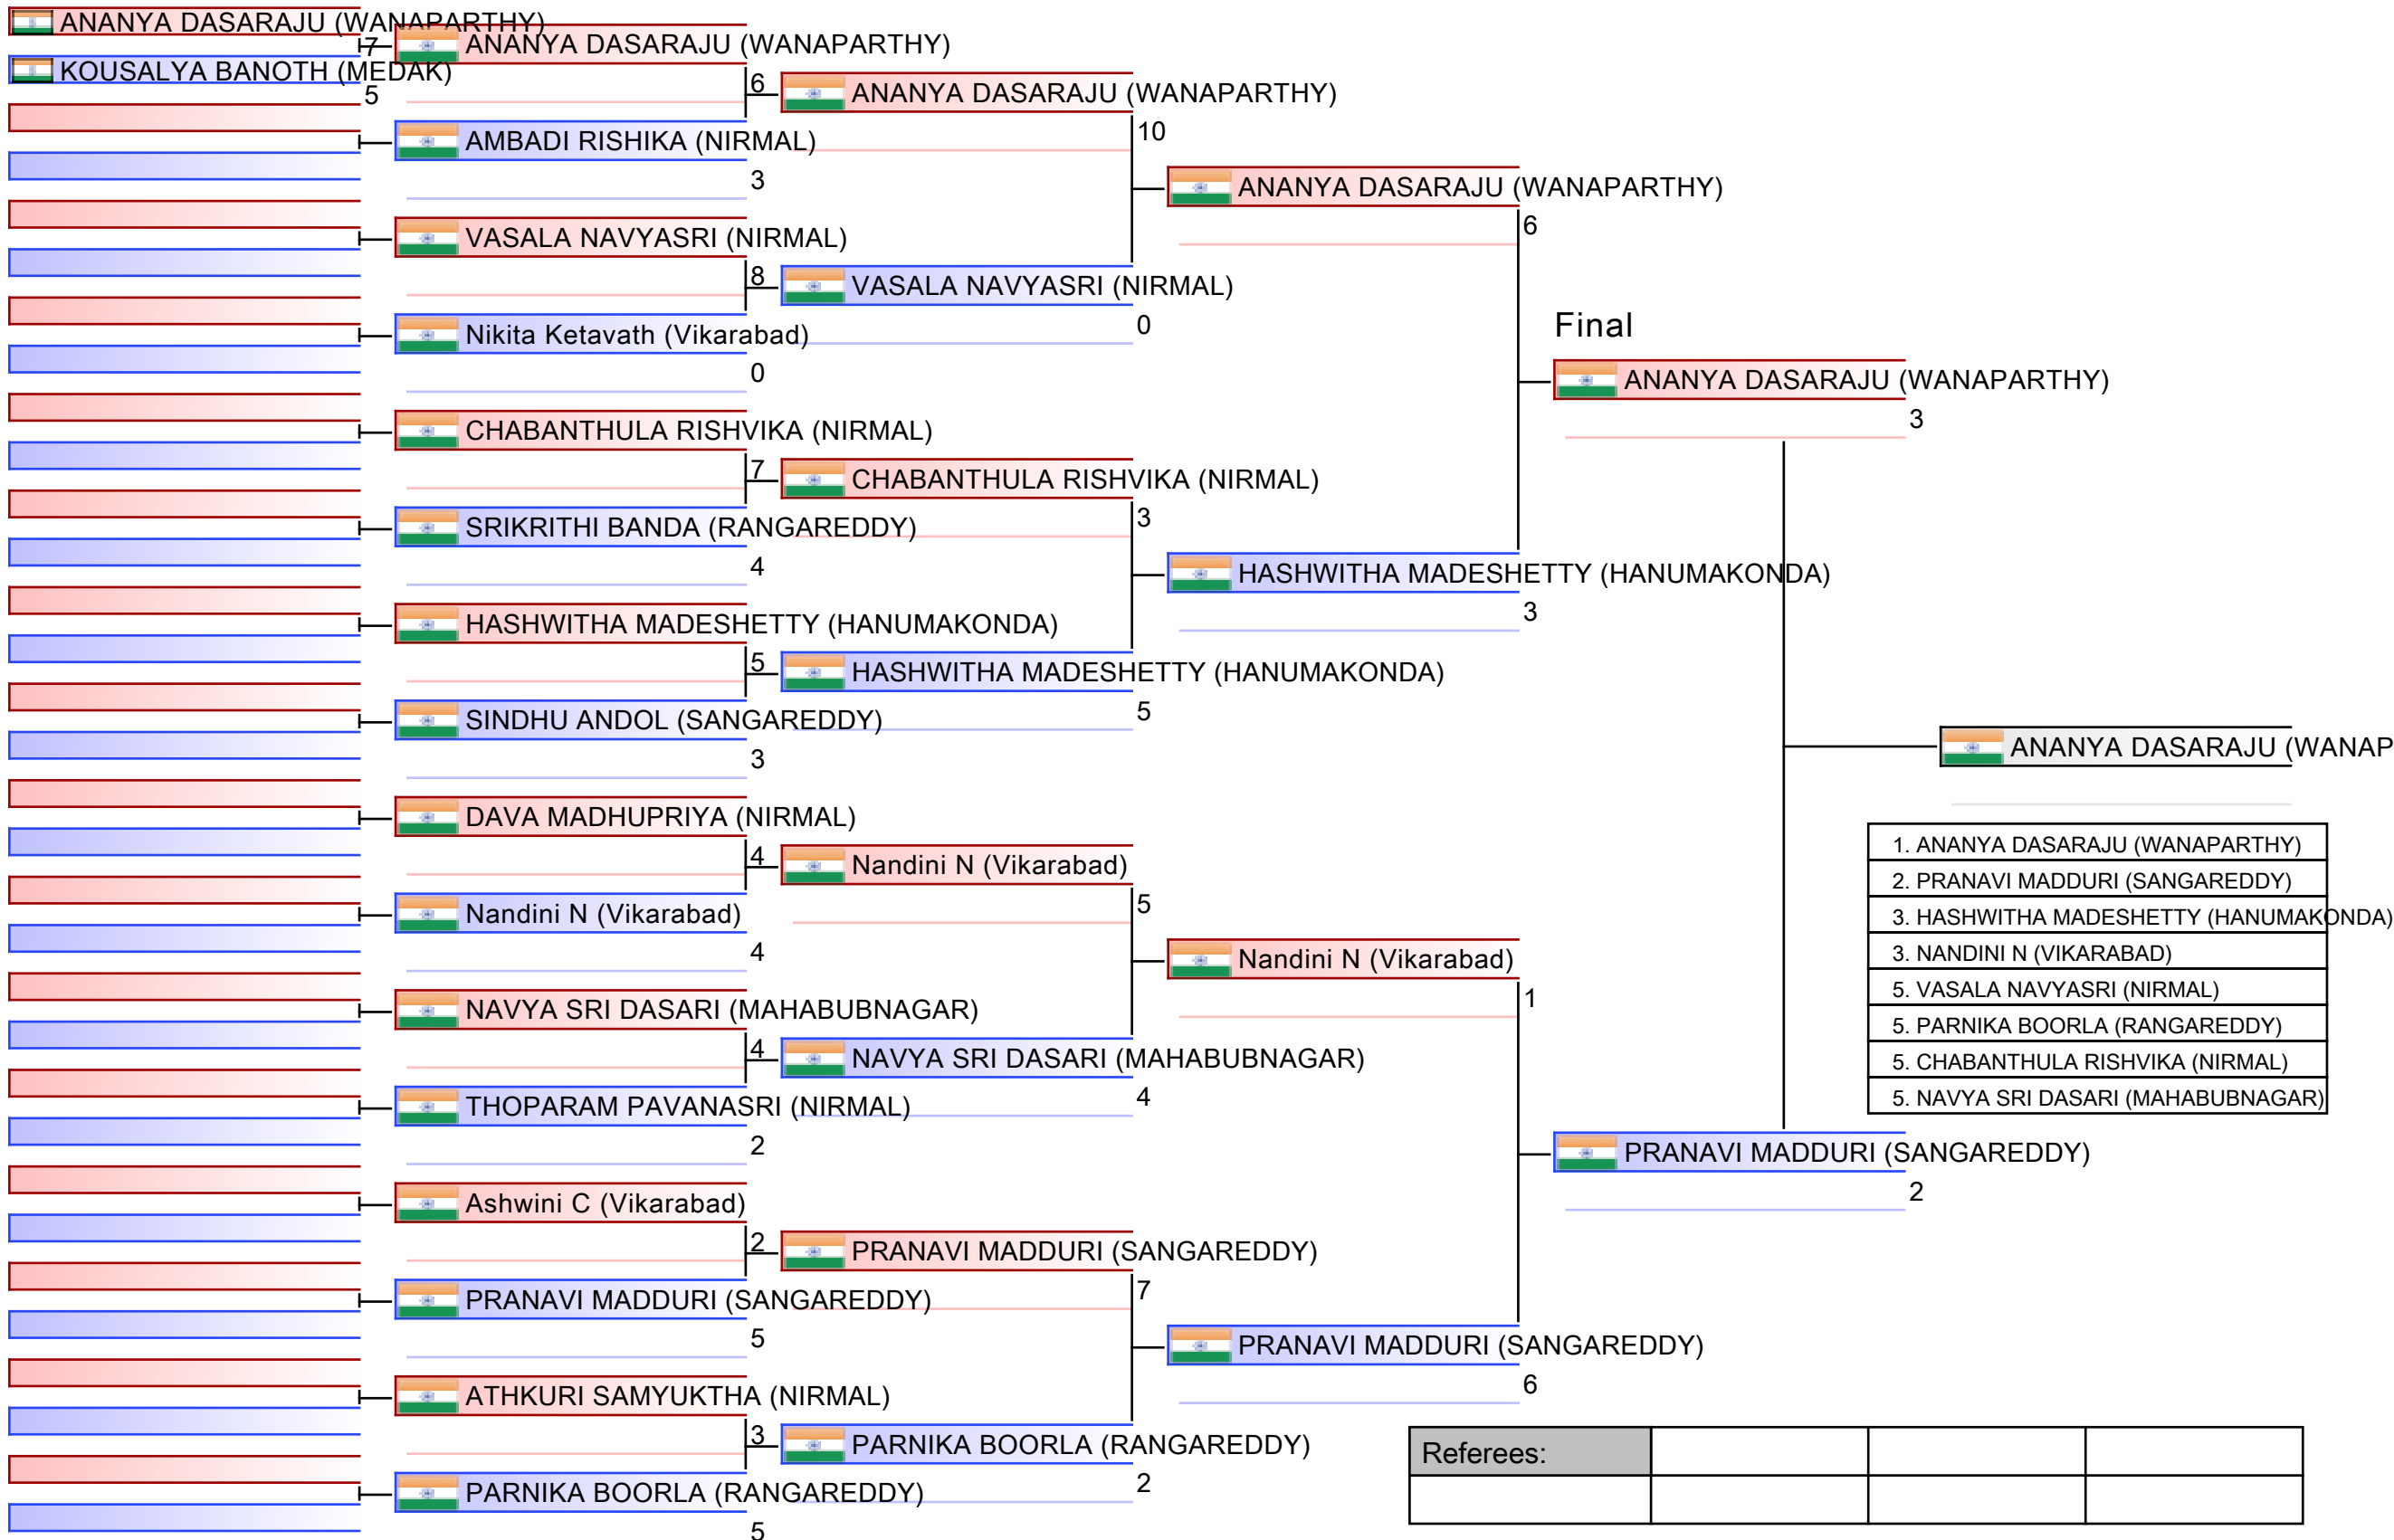 ANANYA DASARAJU (WANAPARTHY)
7
KOUSALYA BANOTH (MEDAK)
5
ANANYA DASARAJU (WANAPARTHY)
6
AMBADI RISHIKA (NIRMAL)
3
VASALA NAVYASRI (NIRMAL)
8
Nikita Ketavath (Vikarabad)
0
CHABANTHULA RISHVIKA (NIRMAL)
7
SRIKRITHI BANDA (RANGAREDDY)
4
HASHWITHA MADESHETTY (HANUMAKONDA)
5
SINDHU ANDOL (SANGAREDDY)
3
DAVA MADHUPRIYA (NIRMAL)
4
Nandini N (Vikarabad)
4
NAVYA SRI DASARI (MAHABUBNAGAR)
4
THOPARAM PAVANASRI (NIRMAL)
2
Ashwini C (Vikarabad)
2
PRANAVI MADDURI (SANGAREDDY)
5
ATHKURI SAMYUKTHA (NIRMAL)
3
PARNIKA BOORLA (RANGAREDDY)
5
ANANYA DASARAJU (WANAPARTHY)
10
VASALA NAVYASRI (NIRMAL)
0
CHABANTHULA RISHVIKA (NIRMAL)
3
HASHWITHA MADESHETTY (HANUMAKONDA)
5
Nandini N (Vikarabad)
5
NAVYA SRI DASARI (MAHABUBNAGAR)
4
PRANAVI MADDURI (SANGAREDDY)
7
PARNIKA BOORLA (RANGAREDDY)
2
ANANYA DASARAJU (WANAPARTHY)
6
HASHWITHA MADESHETTY (HANUMAKONDA)
3
Nandini N (Vikarabad)
1
PRANAVI MADDURI (SANGAREDDY)
6
Final
ANANYA DASARAJU (WANAPARTHY)
3
PRANAVI MADDURI (SANGAREDDY)
2
ANANYA DASARAJU (WANAP
1. ANANYA DASARAJU (WANAPARTHY)
2. PRANAVI MADDURI (SANGAREDDY)
3. HASHWITHA MADESHETTY (HANUMAKONDA)
3. NANDINI N (VIKARABAD)
5. VASALA NAVYASRI (NIRMAL)
5. PARNIKA BOORLA (RANGAREDDY)
5. CHABANTHULA RISHVIKA (NIRMAL)
5. NAVYA SRI DASARI (MAHABUBNAGAR)
Referees: